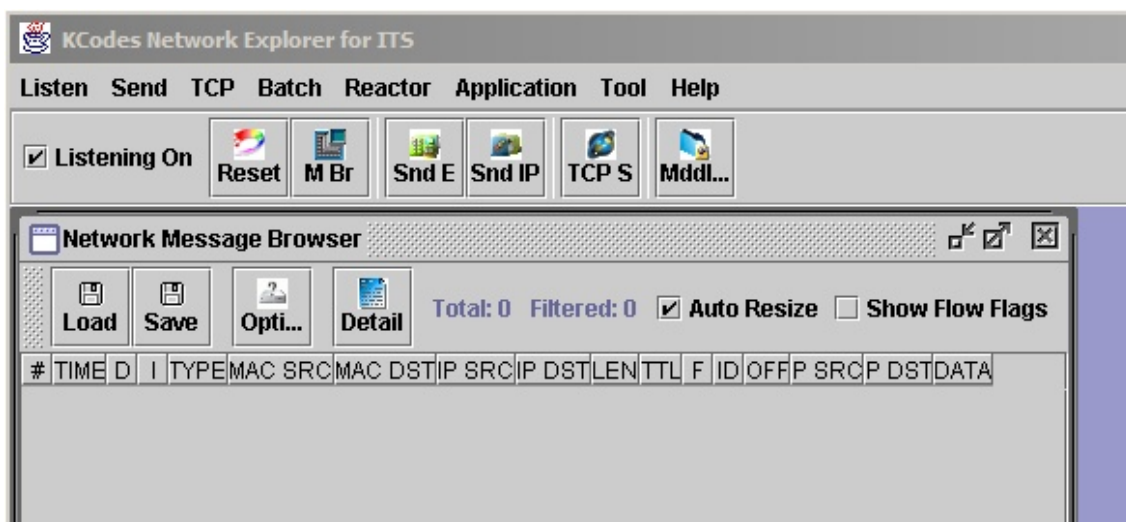 KCodes Network Explorer for ITS
Listen Send TCP Batch Reactor Application Tool Help
Listening On Reset M Br Snd E Snd IP TCP S Mddl...
Network Message Browser
Load Save Opti... Detail Total: 0 Filtered: 0 Auto Resize Show Flow Flags
# TIME D I TYPE MAC SRC MAC DST IP SRC IP DST LEN TTL F ID OFF P SRC P DST DATA